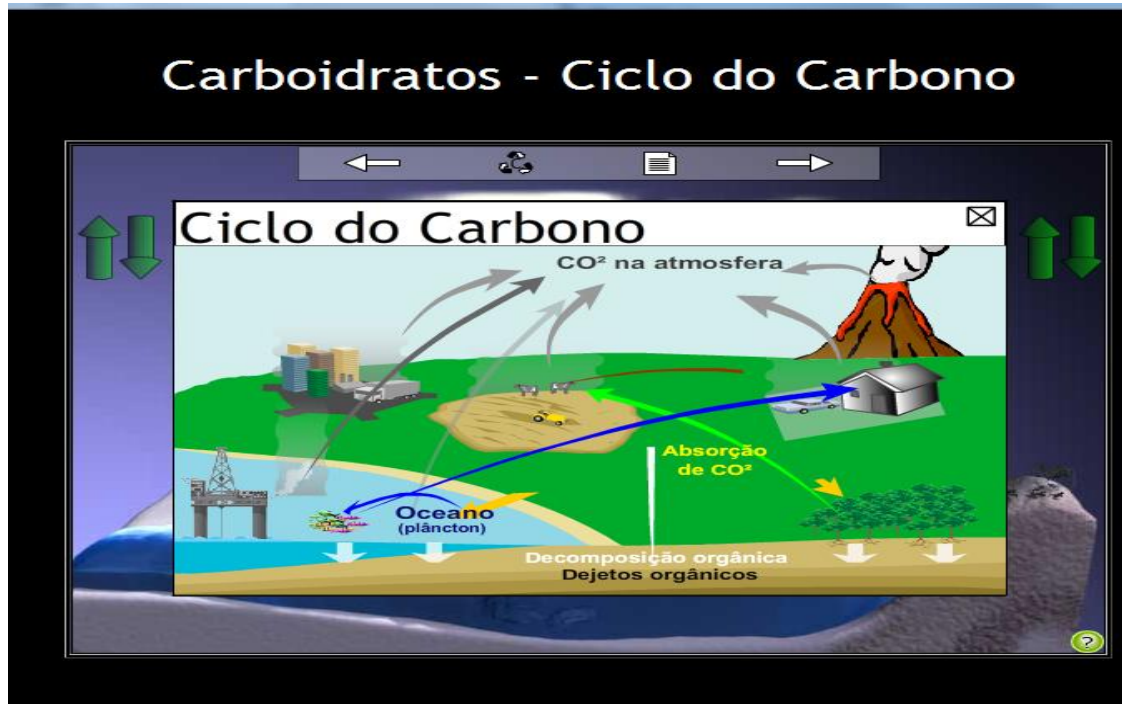 Carboidratos - Ciclo do Carbono
Ciclo do Carbono
CO² na atmosfera
Absorção
de CO²
Oceano
(plâncton)
Decomposição orgânica
Dejetos orgânicos
?